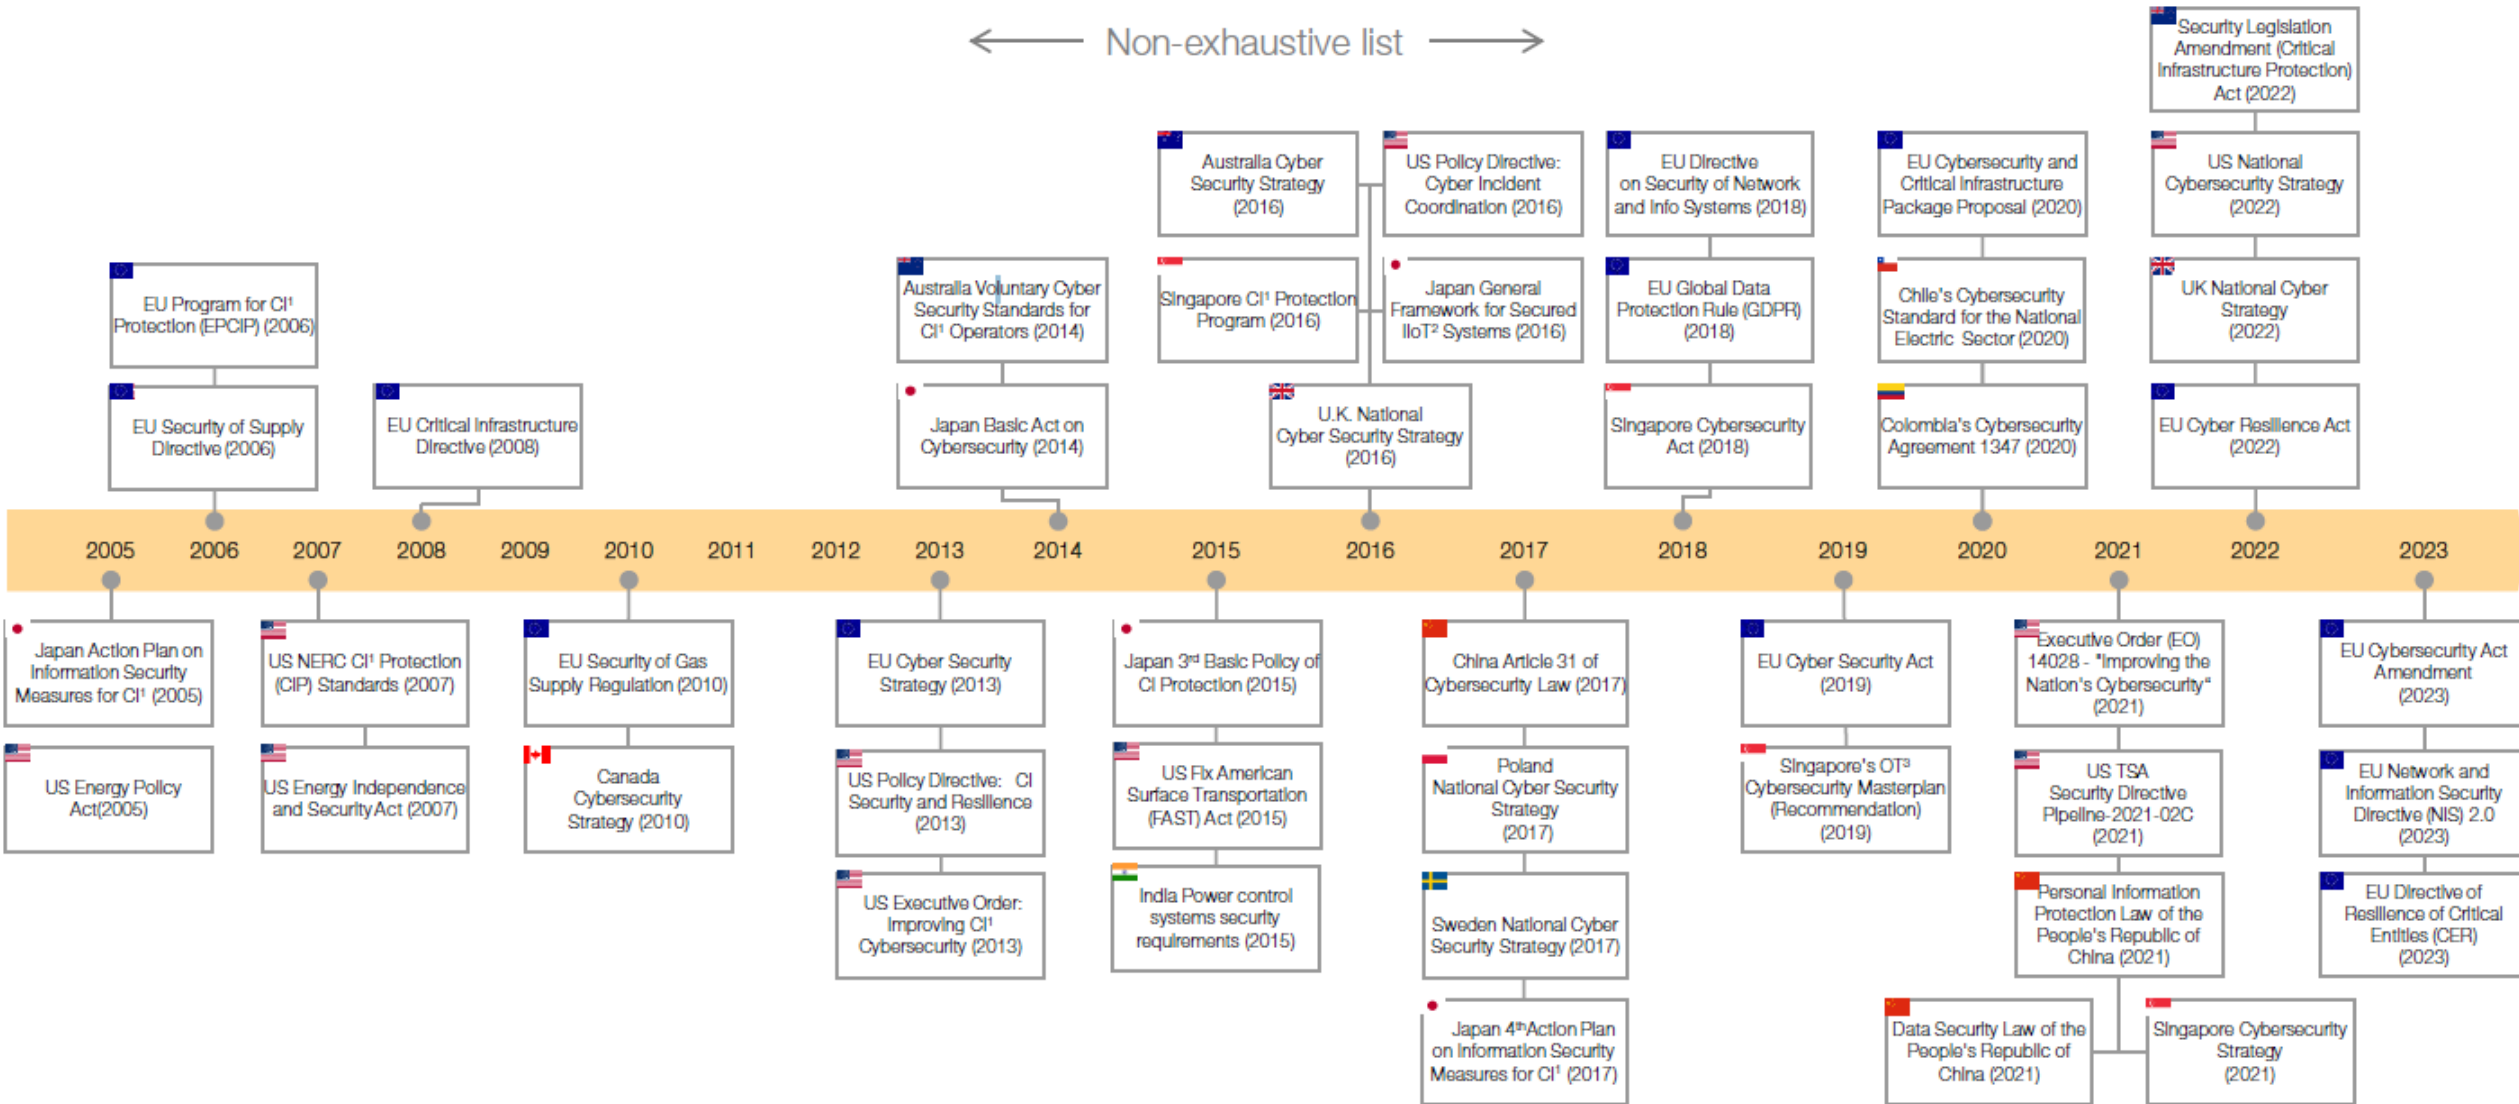 Non-exhaustive list
Security Legislation
Amendment (Critical
Infrastructure Protection)
Act (2022)
Australia Cyber
Security Strategy
(2016)
US Policy Directive:
Cyber Incident
Coordination (2016)
EU Directive
on Security of Network
and Info Systems (2018)
EU Cybersecurity and
Critical Infrastructure
Package Proposal (2020)
US National
Cybersecurity Strategy
(2022)
EU Program for CI¹
Protection (EPCIP) (2006)
Australia Voluntary Cyber
Security Standards for
CI¹ Operators (2014)
Singapore CI¹ Protection
Program (2016)
Japan General
Framework for Secured
IIoT² Systems (2016)
EU Global Data
Protection Rule (GDPR)
(2018)
Chile's Cybersecurity
Standard for the National
Electric Sector (2020)
UK National Cyber
Strategy
(2022)
EU Security of Supply
Directive (2006)
EU Critical Infrastructure
Directive (2008)
Japan Basic Act on
Cybersecurity (2014)
U.K. National
Cyber Security Strategy
(2016)
Singapore Cybersecurity
Act (2018)
Colombia's Cybersecurity
Agreement 1347 (2020)
EU Cyber Resilience Act
(2022)
2005 2006 2007 2008 2009 2010 2011 2012 2013 2014 2015 2016 2017 2018 2019 2020 2021 2022 2023
Japan Action Plan on
Information Security
Measures for CI¹ (2005)
US NERC CI¹ Protection
(CIP) Standards (2007)
EU Security of Gas
Supply Regulation (2010)
EU Cyber Security
Strategy (2013)
Japan 3rd Basic Policy of
CI Protection (2015)
China Article 31 of
Cybersecurity Law (2017)
EU Cyber Security Act
(2019)
Executive Order (EO)
14028 - "Improving the
Nation's Cybersecurity"
(2021)
EU Cybersecurity Act
Amendment
(2023)
US Energy Policy
Act(2005)
US Energy Independence
and Security Act (2007)
Canada
Cybersecurity
Strategy (2010)
US Policy Directive: CI
Security and Resilience
(2013)
US Fix American
Surface Transportation
(FAST) Act (2015)
Poland
National Cyber Security
Strategy
(2017)
Singapore's OT³
Cybersecurity Masterplan
(Recommendation)
(2019)
US TSA
Security Directive
Pipeline-2021-02C
(2021)
EU Network and
Information Security
Directive (NIS) 2.0
(2023)
US Executive Order:
Improving CI¹
Cybersecurity (2013)
India Power control
systems security
requirements (2015)
Sweden National Cyber
Security Strategy (2017)
Personal Information
Protection Law of the
People's Republic of
China (2021)
EU Directive of
Resilience of Critical
Entities (CER)
(2023)
Japan 4th Action Plan
on Information Security
Measures for CI¹ (2017)
Data Security Law of the
People's Republic of
China (2021)
Singapore Cybersecurity
Strategy
(2021)